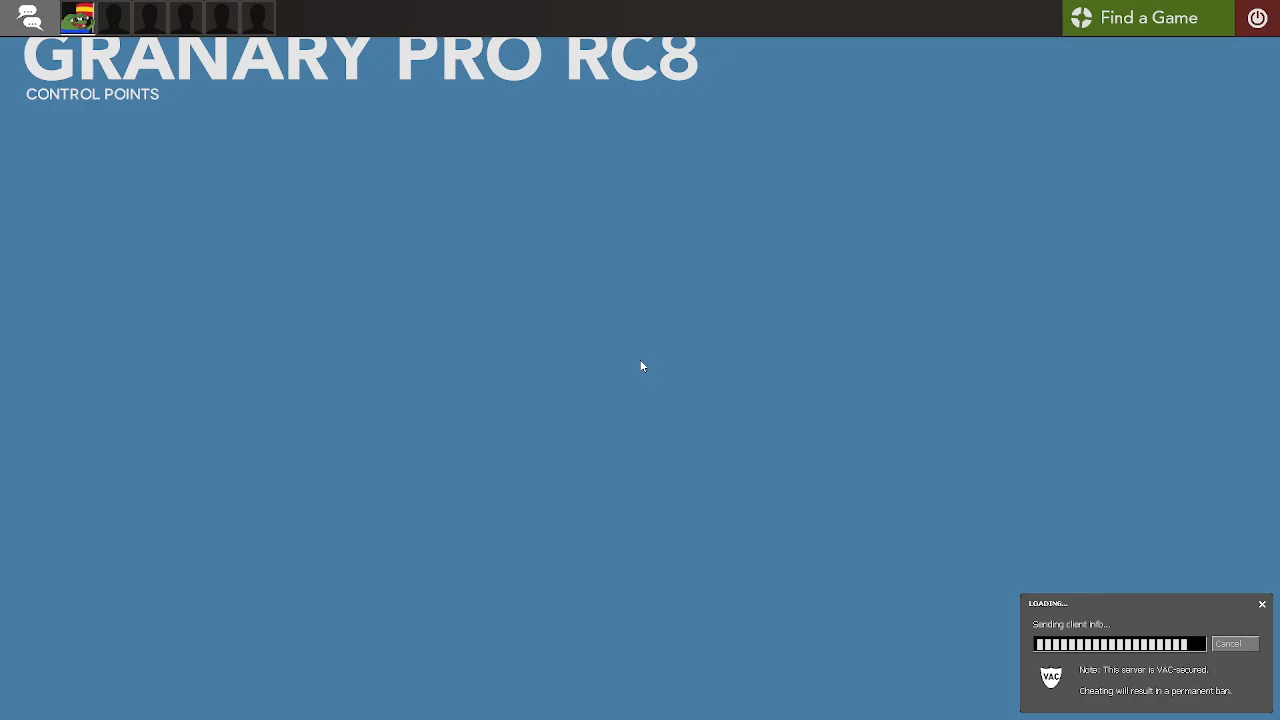 Find a Game
GRANARY PRO RC8
CONTROL POINTS
LOADING...
Sending client info...
Cancel
VAC
Note: This server is VAC-secured.
Cheating will result in a permanent ban.